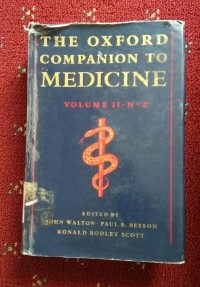 THE OXFORD
COMPANION TO
MEDICINE
VOLUME II · N-Z
EDITED BY
JOHN WALTON · PAUL B. BEESON
RONALD BODLEY SCOTT